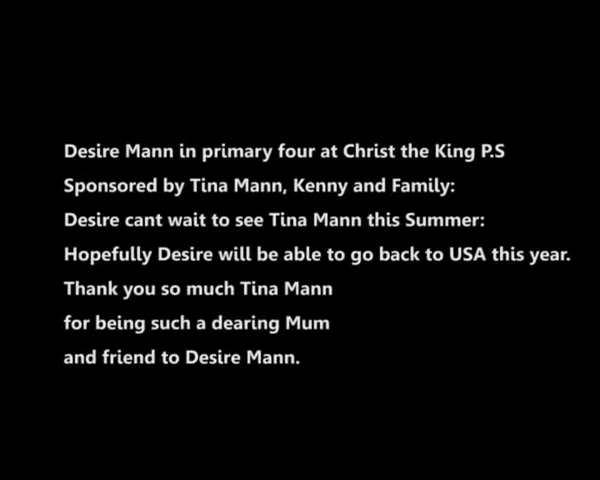 Desire Mann in primary four at Christ the King P.S
Sponsored by Tina Mann, Kenny and Family:
Desire cant wait to see Tina Mann this Summer:
Hopefully Desire will be able to go back to USA this year.
Thank you so much Tina Mann
for being such a dearing Mum
and friend to Desire Mann.